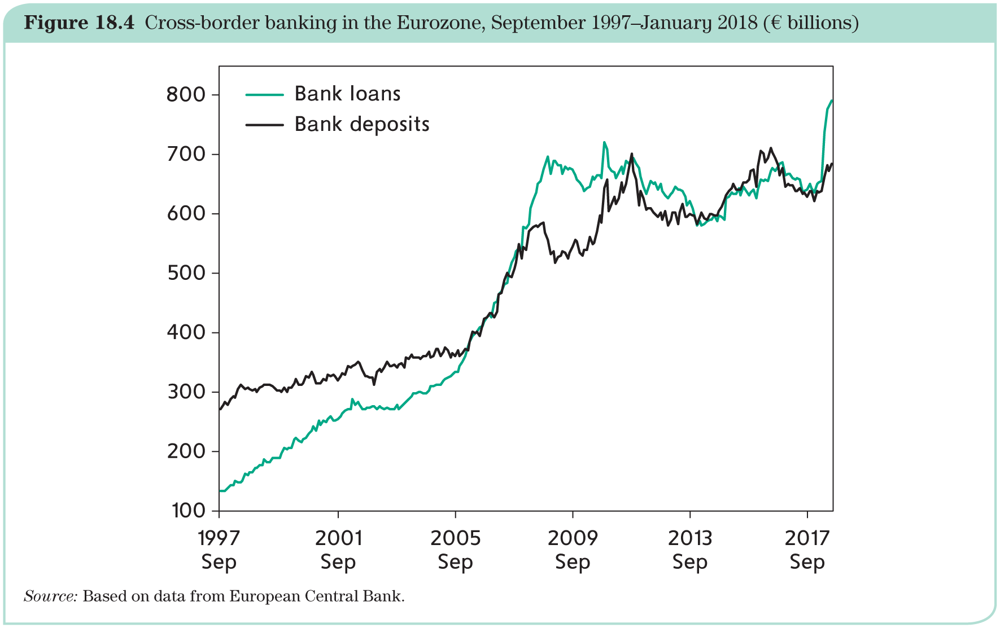 Figure 18.4 Cross-border banking in the Eurozone, September 1997–January 2018 (€ billions)
Bank loans
Bank deposits
800
700
600
500
400
300
200
100
1997 2001 2005 2009 2013 2017
Sep Sep Sep Sep Sep Sep
Source: Based on data from European Central Bank.